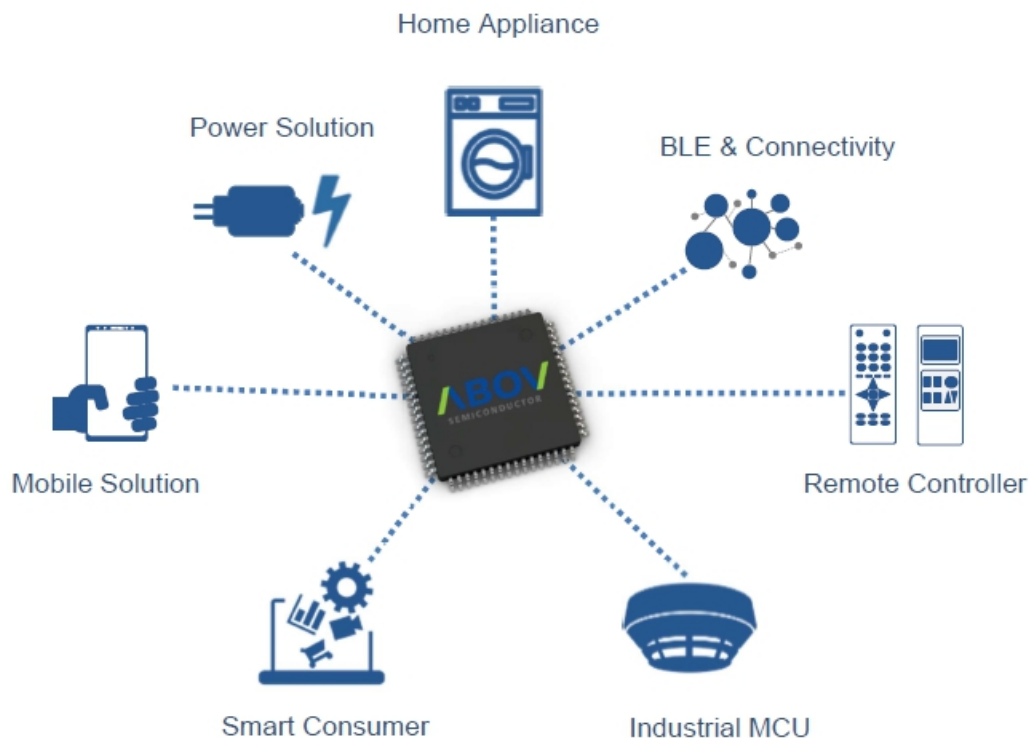 Home Appliance
Power Solution
BLE & Connectivity
ABOV
SEMICONDUCTOR
Mobile Solution
Remote Controller
Smart Consumer
Industrial MCU